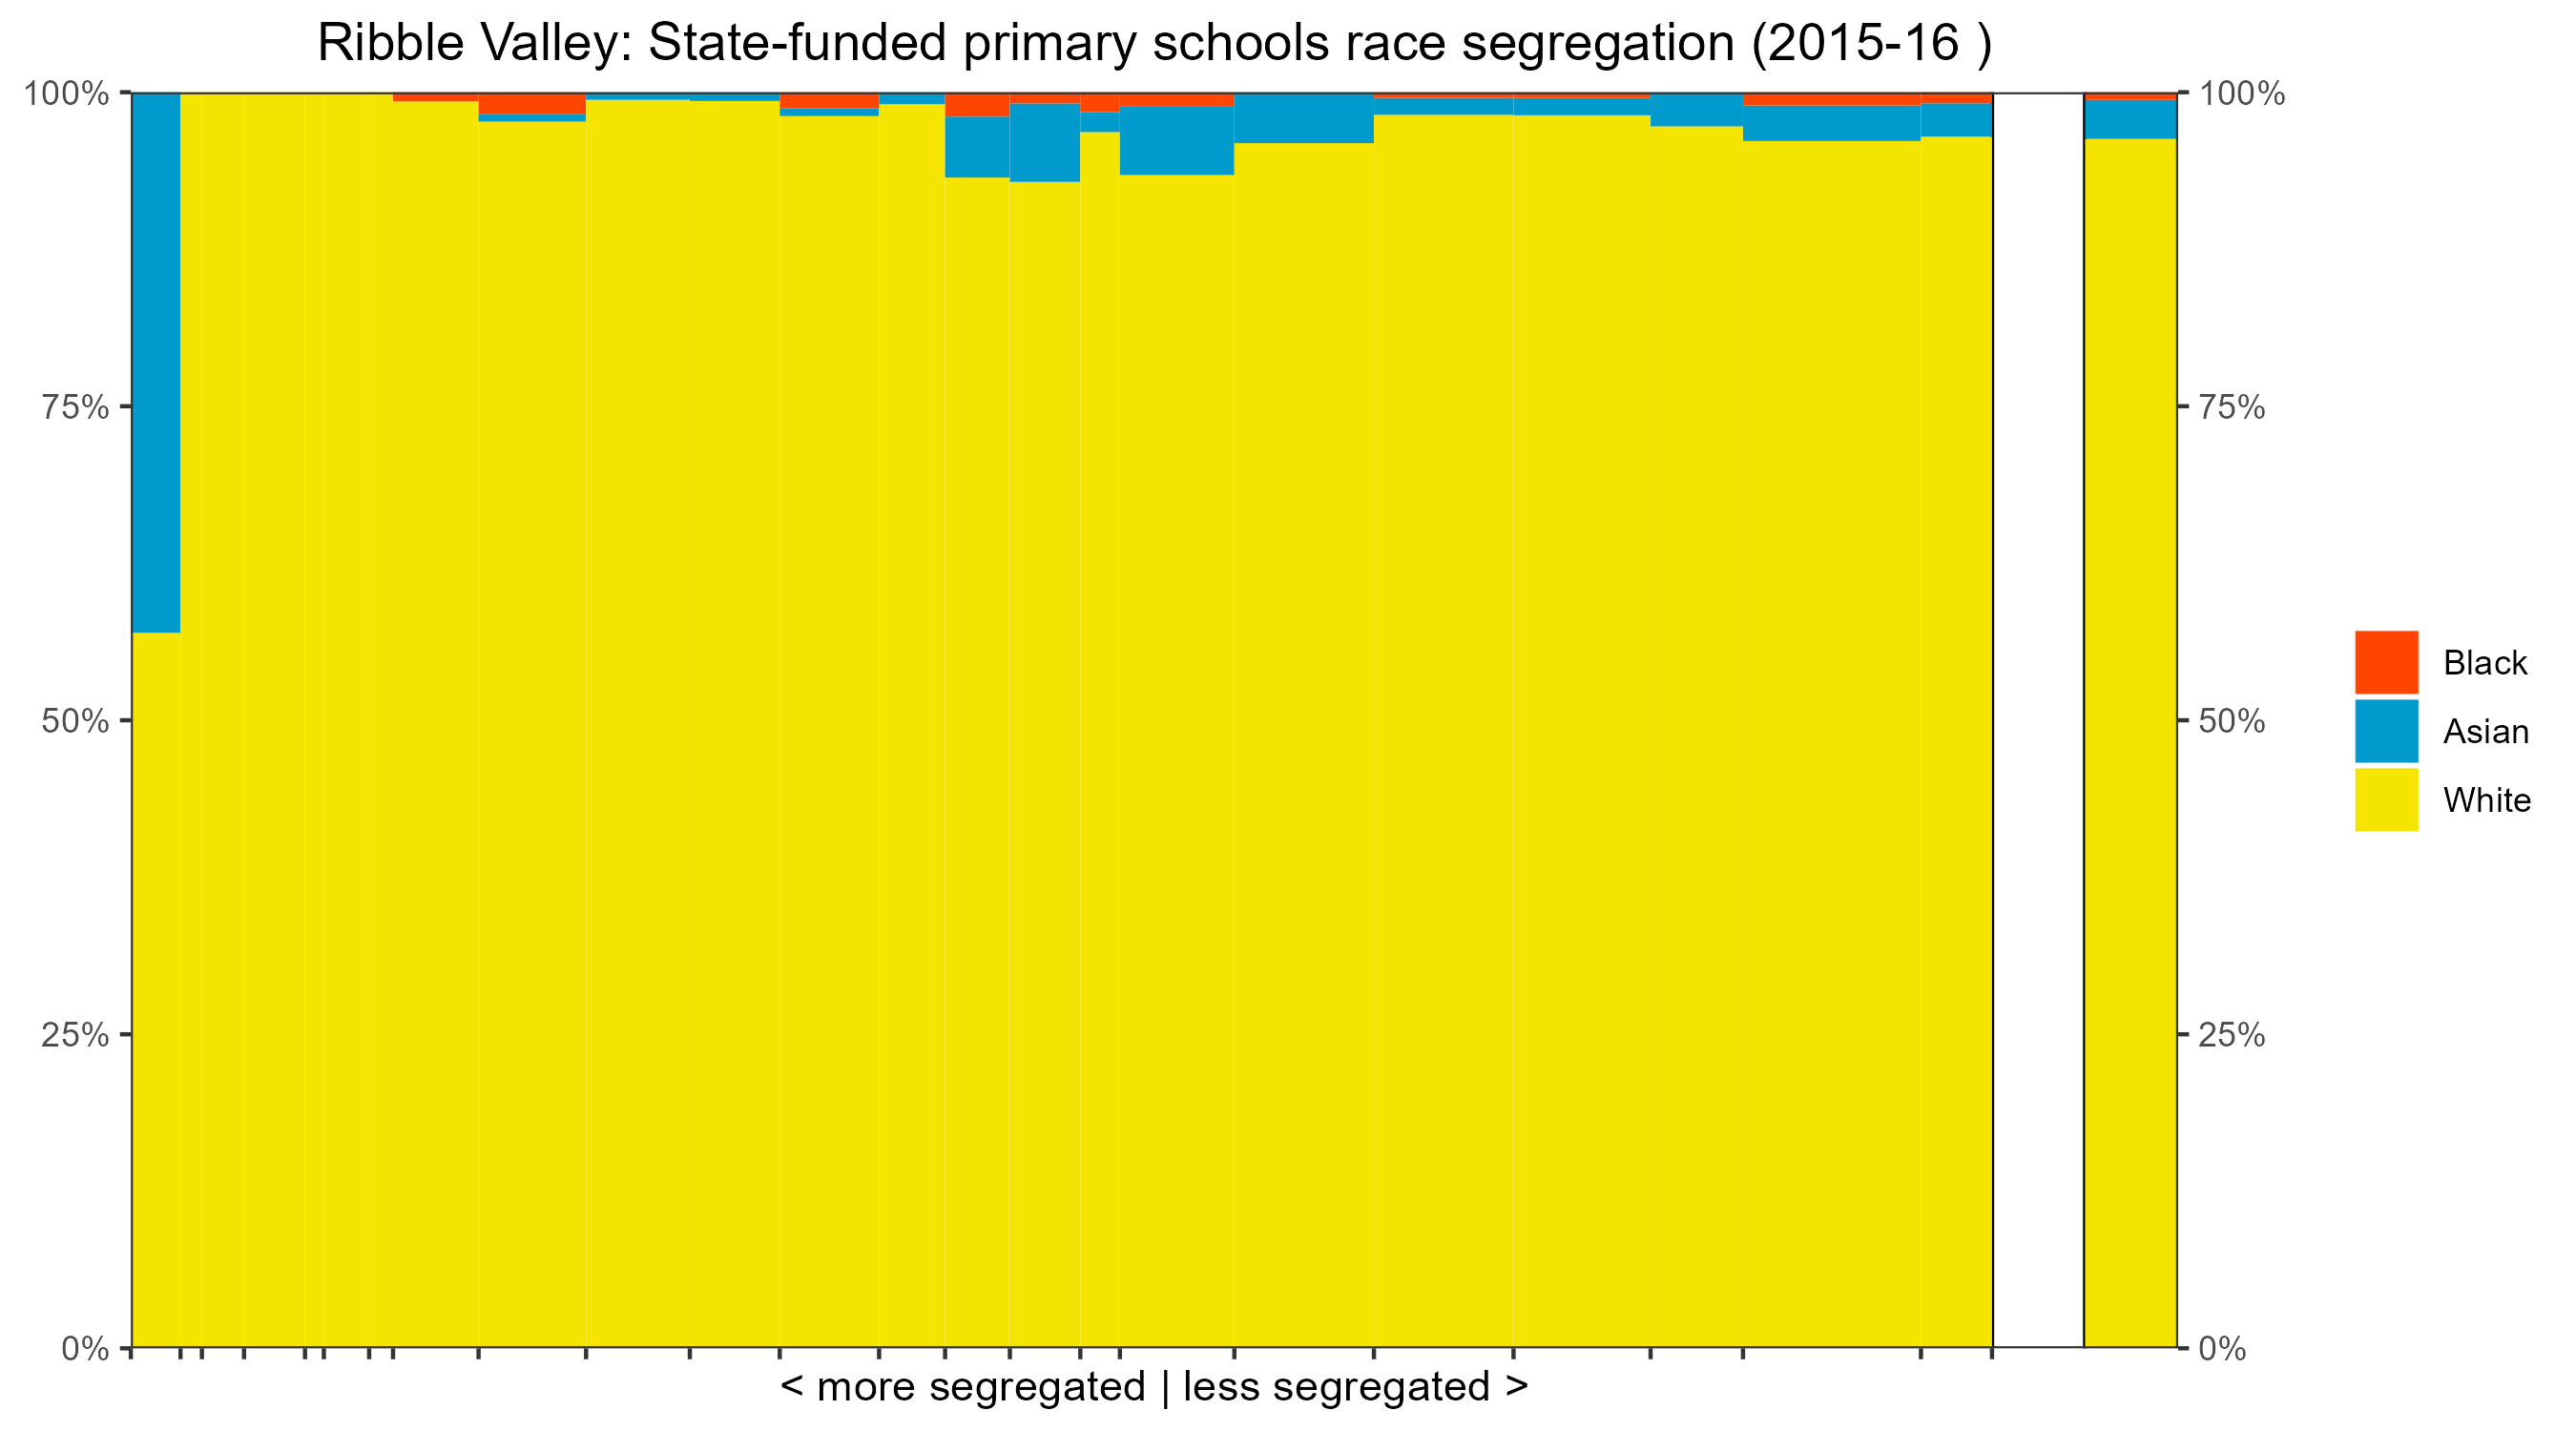 Ribble Valley: State-funded primary schools race segregation (2015-16 )
100%
75%
50%
25%
0%
100%
75%
50%
25%
0%
Black
Asian
White
< more segregated | less segregated >